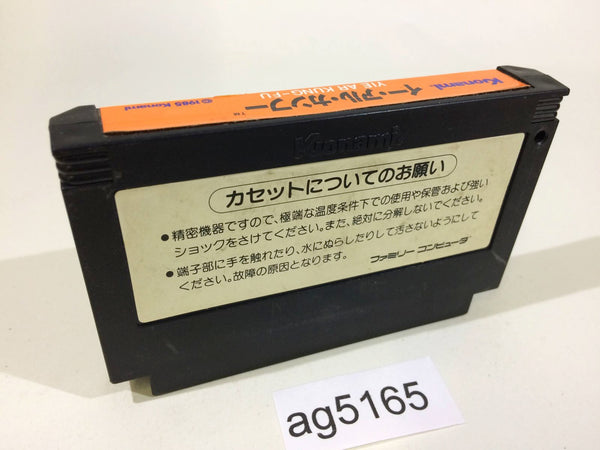 Konami
イー・アル・カンフー
YIE AR KUNG-FU
TM
©1985 Konami
Konami
カセットについてのお願い
●精密機器ですので、極端な温度条件下での使用や保管および強い
ショックをさけてください。また、絶対に分解しないでください。
●端子部に手を触れたり、水にぬらしたりして汚さないようにして
ください。故障の原因となります。
ファミリー コンピュータ
ag5165